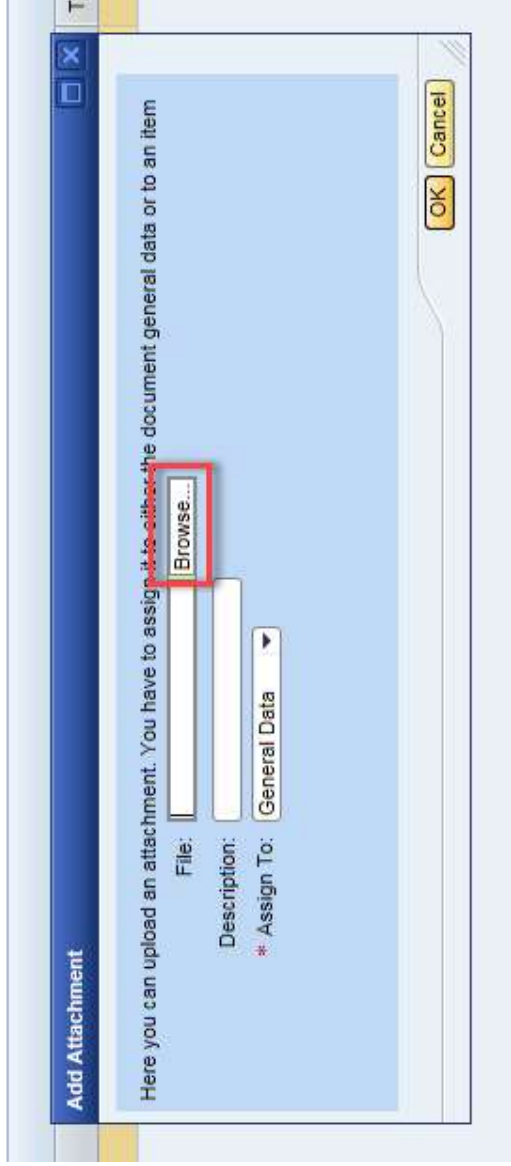 T
Add Attachment
Here you can upload an attachment. You have to assign it to either the document general data or to an item
File: Browse...
Description:
* Assign To: General Data
OK Cancel